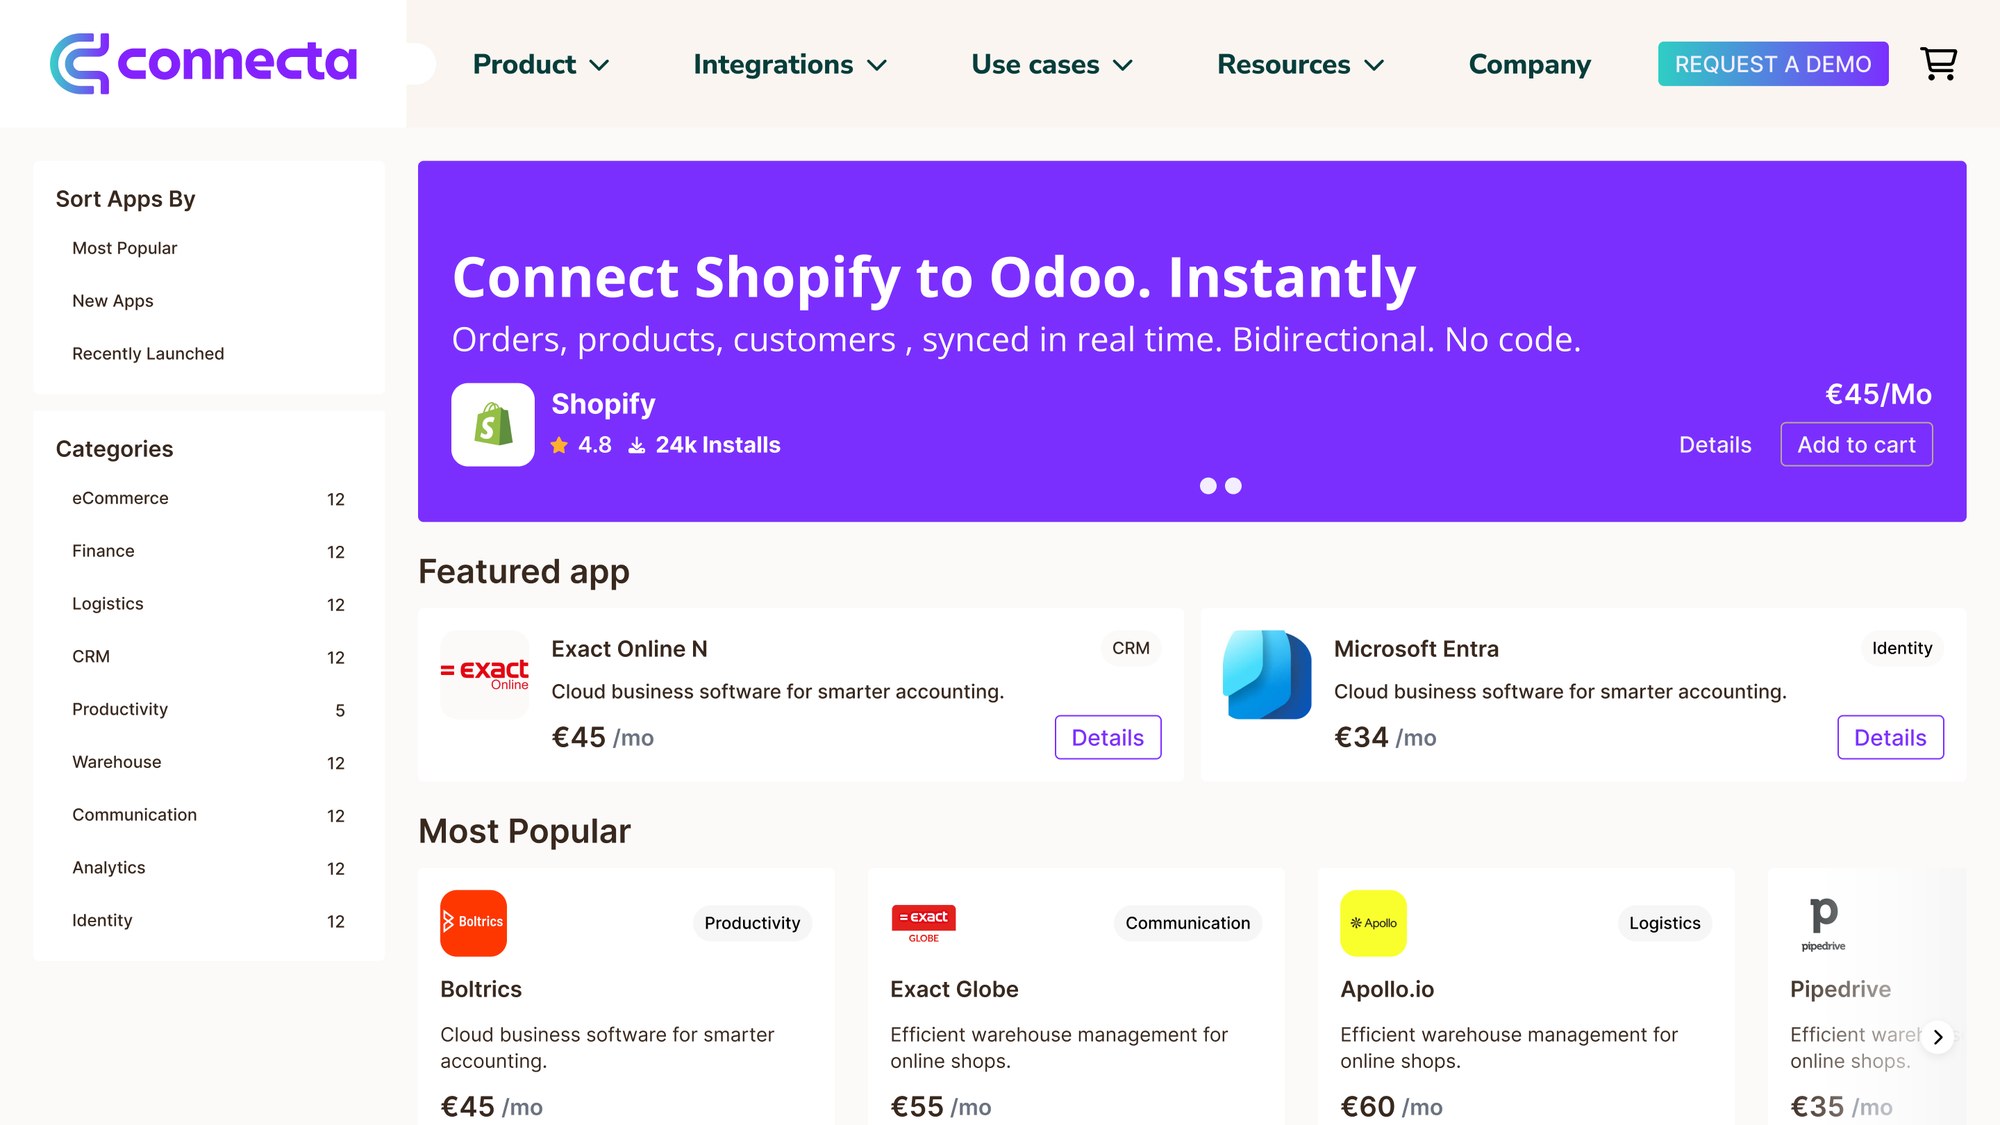 connecta
Product
Integrations
Use cases
Resources
Company
REQUEST A DEMO
Sort Apps By
Most Popular
New Apps
Recently Launched
Categories
eCommerce 12
Finance 12
Logistics 12
CRM 12
Productivity 5
Warehouse 12
Communication 12
Analytics 12
Identity 12
Connect Shopify to Odoo. Instantly
Orders, products, customers , synced in real time. Bidirectional. No code.
Shopify
4.8 24k Installs
€45/Mo
Details
Add to cart
Featured app
= exact
Online
Exact Online N
CRM
Cloud business software for smarter accounting.
€45 /mo
Details
Microsoft Entra
Identity
Cloud business software for smarter accounting.
€34 /mo
Details
Most Popular
Boltrics
Productivity
Boltrics
Cloud business software for smarter
accounting.
€45 /mo
= exact
GLOBE
Communication
Exact Globe
Efficient warehouse management for
online shops.
€55 /mo
Apollo
Logistics
Apollo.io
Efficient warehouse management for
online shops.
€60 /mo
p
pipedrive
Pipedrive
Efficient
online shops.
€35 /mo